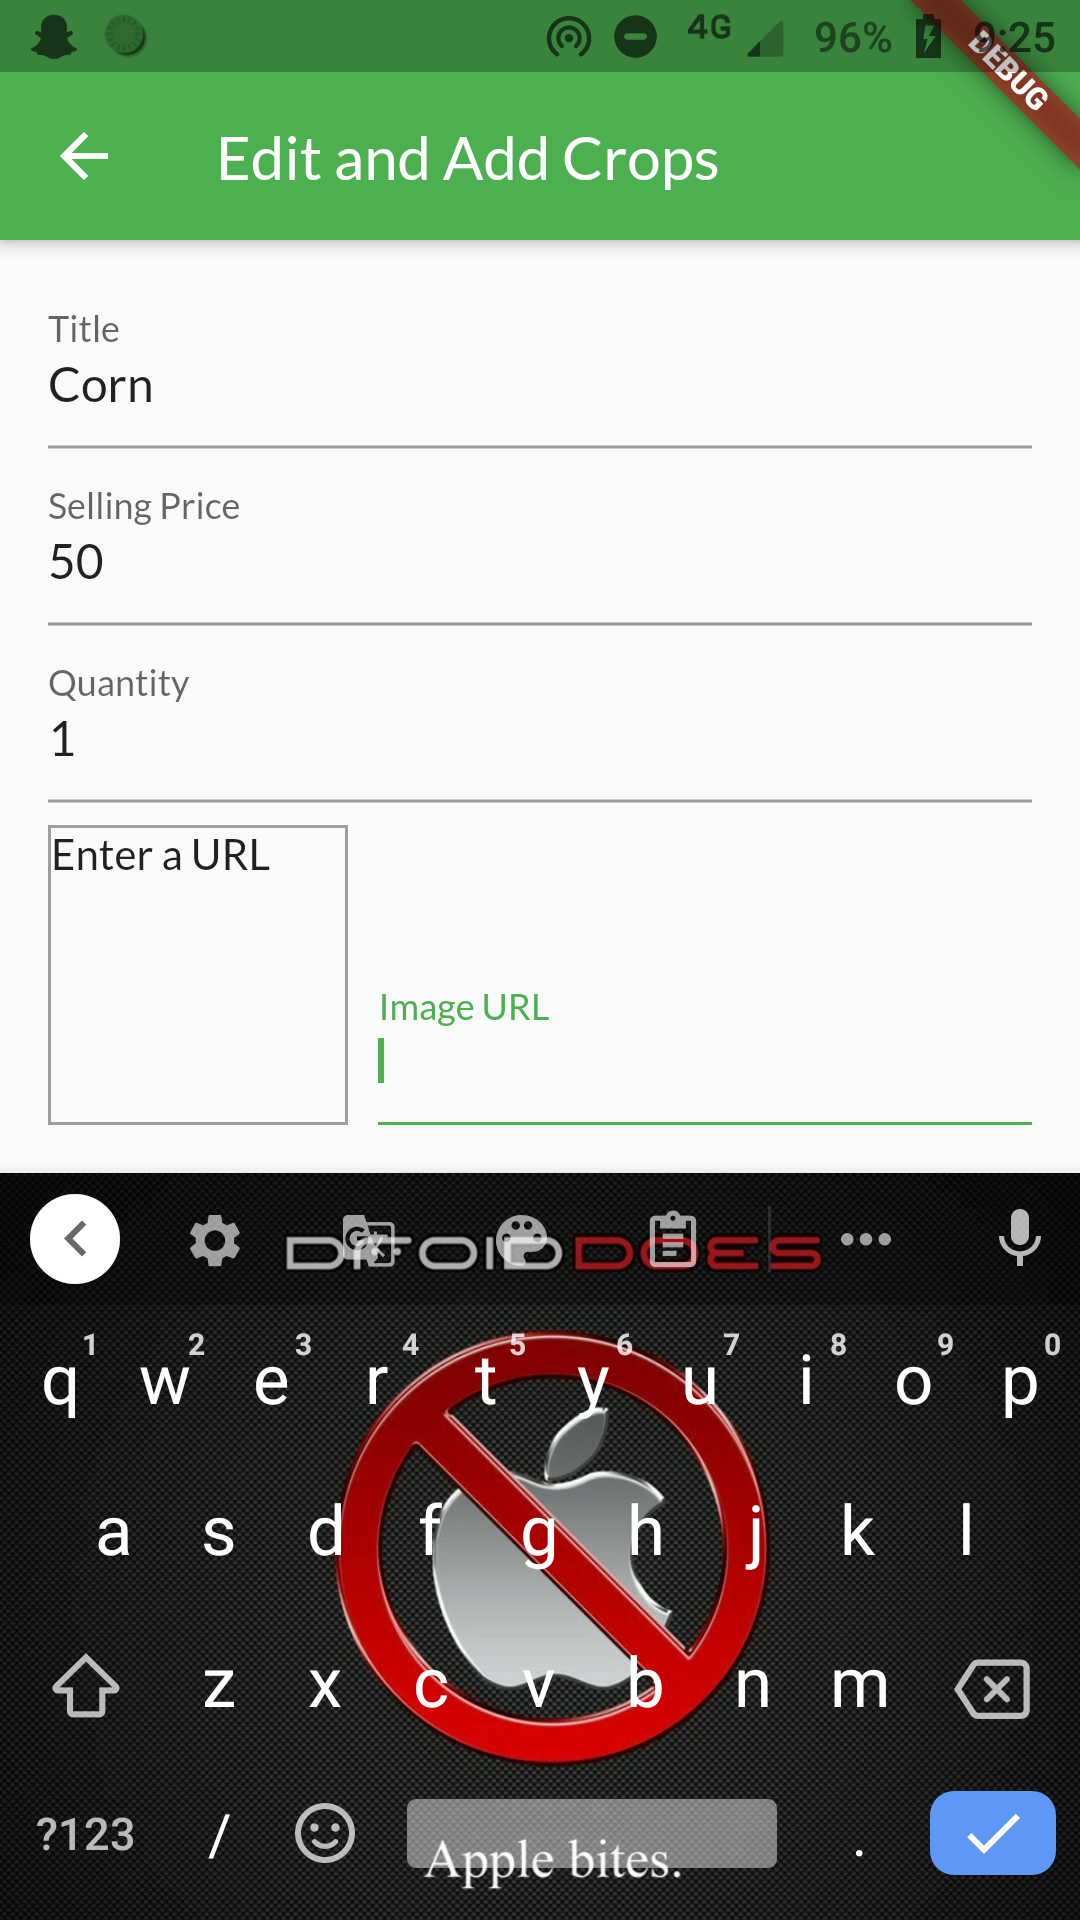 4G 96% 9:25
DEBUG
Edit and Add Crops
Title
Corn
Selling Price
50
Quantity
1
Enter a URL
Image URL
DROID DOES
1 2 3 4 5 6 7 8 9 0
q w e r t y u i o p
a s d f g h j k l
z x c v b n m
?123 / .
Apple bites.